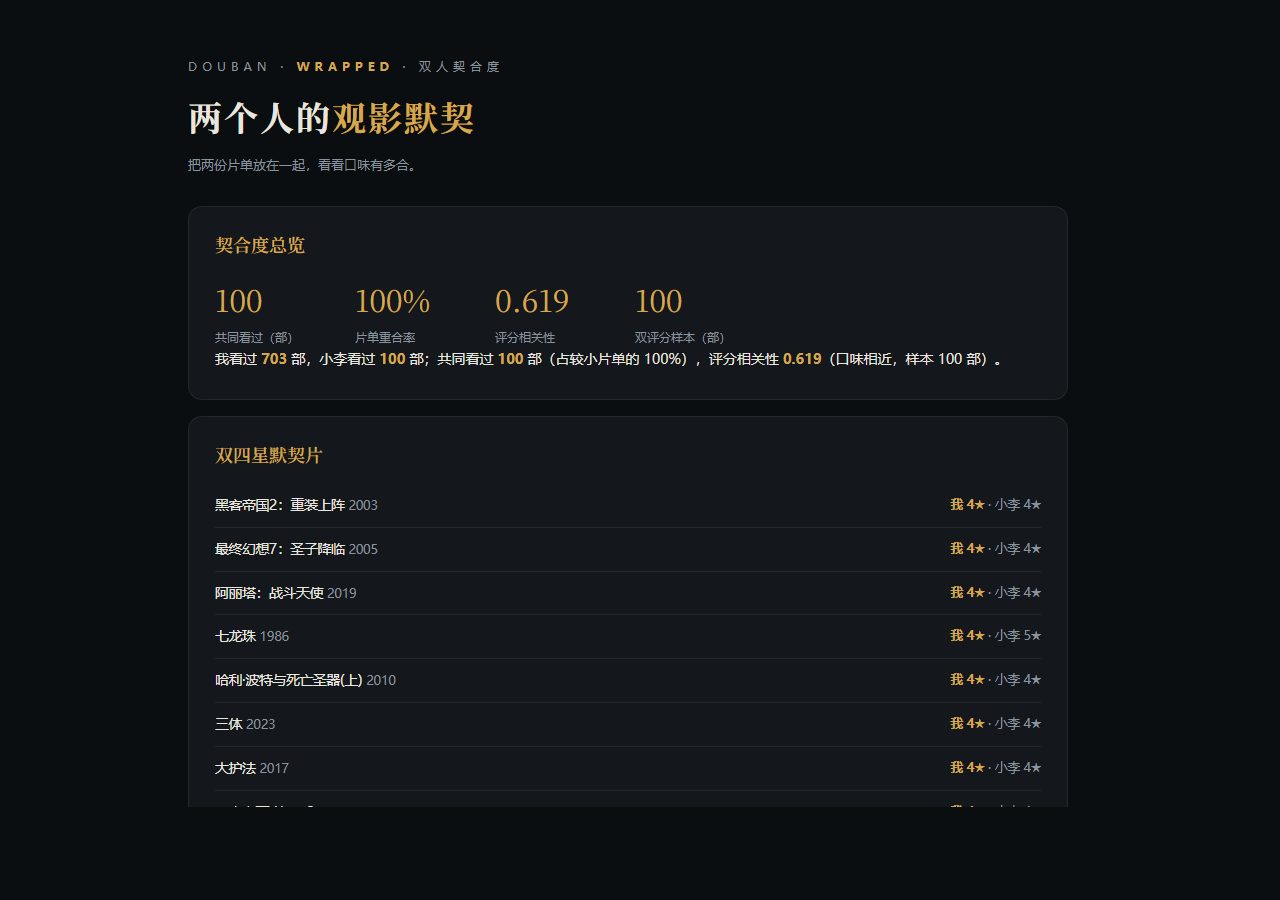 DOUBAN · WRAPPED · 双人契合度
两个人的观影默契
把两份片单放在一起，看看口味有多合。
契合度总览
100 100% 0.619 100
共同看过（部） 片单重合率 评分相关性 双评分样本（部）
我看过 703 部，小李看过 100 部；共同看过 100 部（占较小片单的 100%），评分相关性 0.619（口味相近，样本 100 部）。
双四星默契片
黑客帝国2：重装上阵 2003 我 4★ · 小李 4★
最终幻想7：圣子降临 2005 我 4★ · 小李 4★
阿丽塔：战斗天使 2019 我 4★ · 小李 4★
七龙珠 1986 我 4★ · 小李 5★
哈利·波特与死亡圣器(上) 2010 我 4★ · 小李 4★
三体 2023 我 4★ · 小李 4★
大护法 2017 我 4★ · 小李 4★